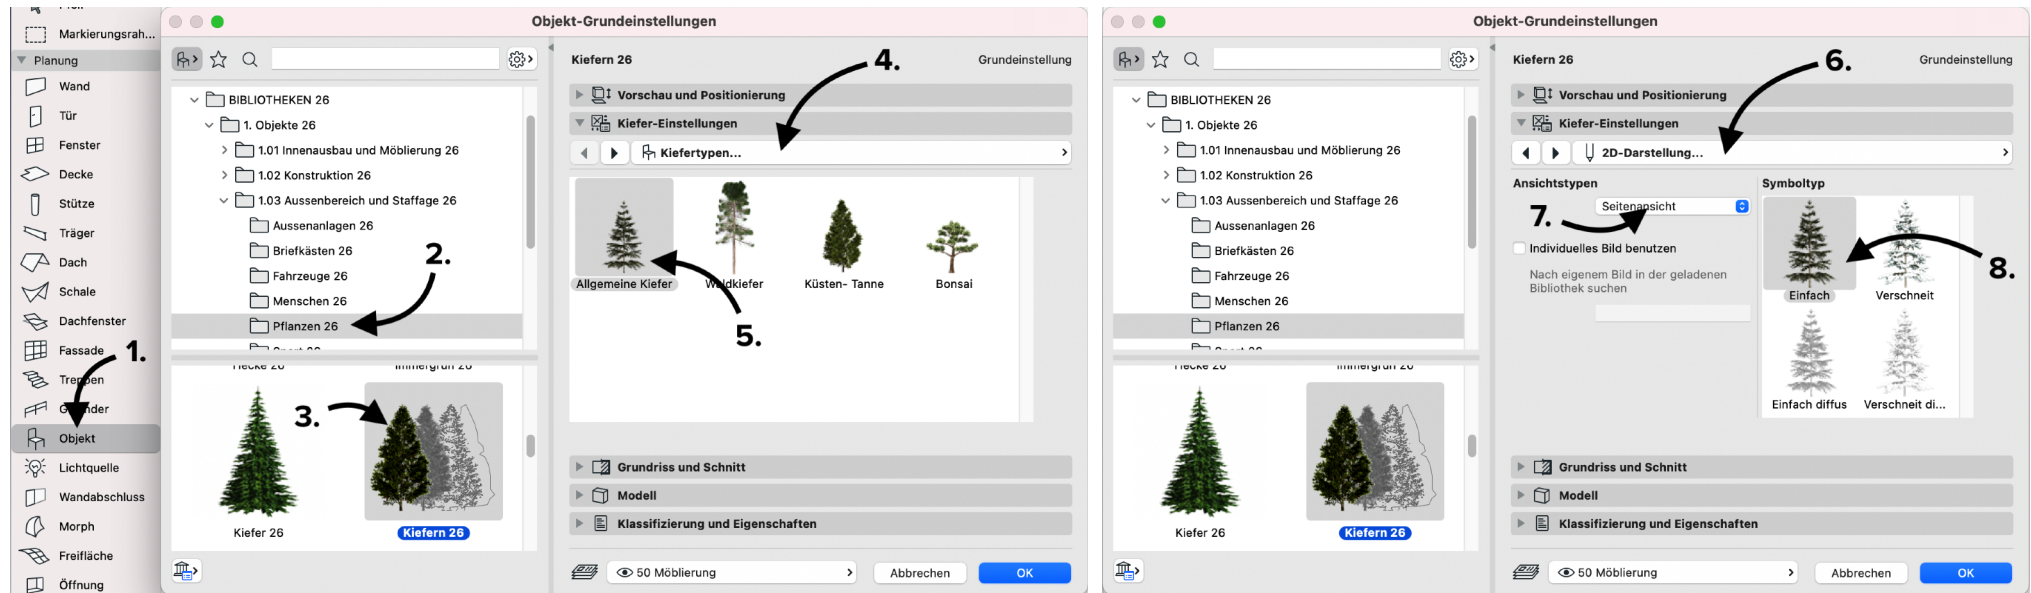 Markierungsrah...
Planung
Wand
Tür
Fenster
Decke
Stütze
Träger
Dach
Schale
Dachfenster
Fassade
Treppen
Objekt
Lichtquelle
Wandabschluss
Morph
Freifläche
Öffnung
1.
Objekt-Grundeinstellungen
BIBLIOTHEKEN 26
1. Objekte 26
1.01 Innenausbau und Möblierung 26
1.02 Konstruktion 26
1.03 Aussenbereich und Staffage 26
Aussenanlagen 26
Briefkästen 26
Fahrzeuge 26
Menschen 26
Pflanzen 26
2.
3.
Kiefer 26
Kiefern 26
Kiefern 26
Grundeinstellung
4.
Vorschau und Positionierung
Kiefer-Einstellungen
Kiefertypen...
Allgemeine Kiefer
Waldkiefer
Küsten- Tanne
Bonsai
5.
Grundriss und Schnitt
Modell
Klassifizierung und Eigenschaften
50 Möblierung
Abbrechen
OK
Objekt-Grundeinstellungen
BIBLIOTHEKEN 26
1. Objekte 26
1.01 Innenausbau und Möblierung 26
1.02 Konstruktion 26
1.03 Aussenbereich und Staffage 26
Aussenanlagen 26
Briefkästen 26
Fahrzeuge 26
Menschen 26
Pflanzen 26
Kiefer 26
Kiefern 26
Kiefern 26
Grundeinstellung
6.
Vorschau und Positionierung
Kiefer-Einstellungen
2D-Darstellung...
Ansichtstypen
Symboltyp
7.
Seitenansicht
Individuelles Bild benutzen
Nach eigenem Bild in der geladenen
Bibliothek suchen
8.
Einfach
Verschneit
Einfach diffus
Verschneit di...
Grundriss und Schnitt
Modell
Klassifizierung und Eigenschaften
50 Möblierung
Abbrechen
OK